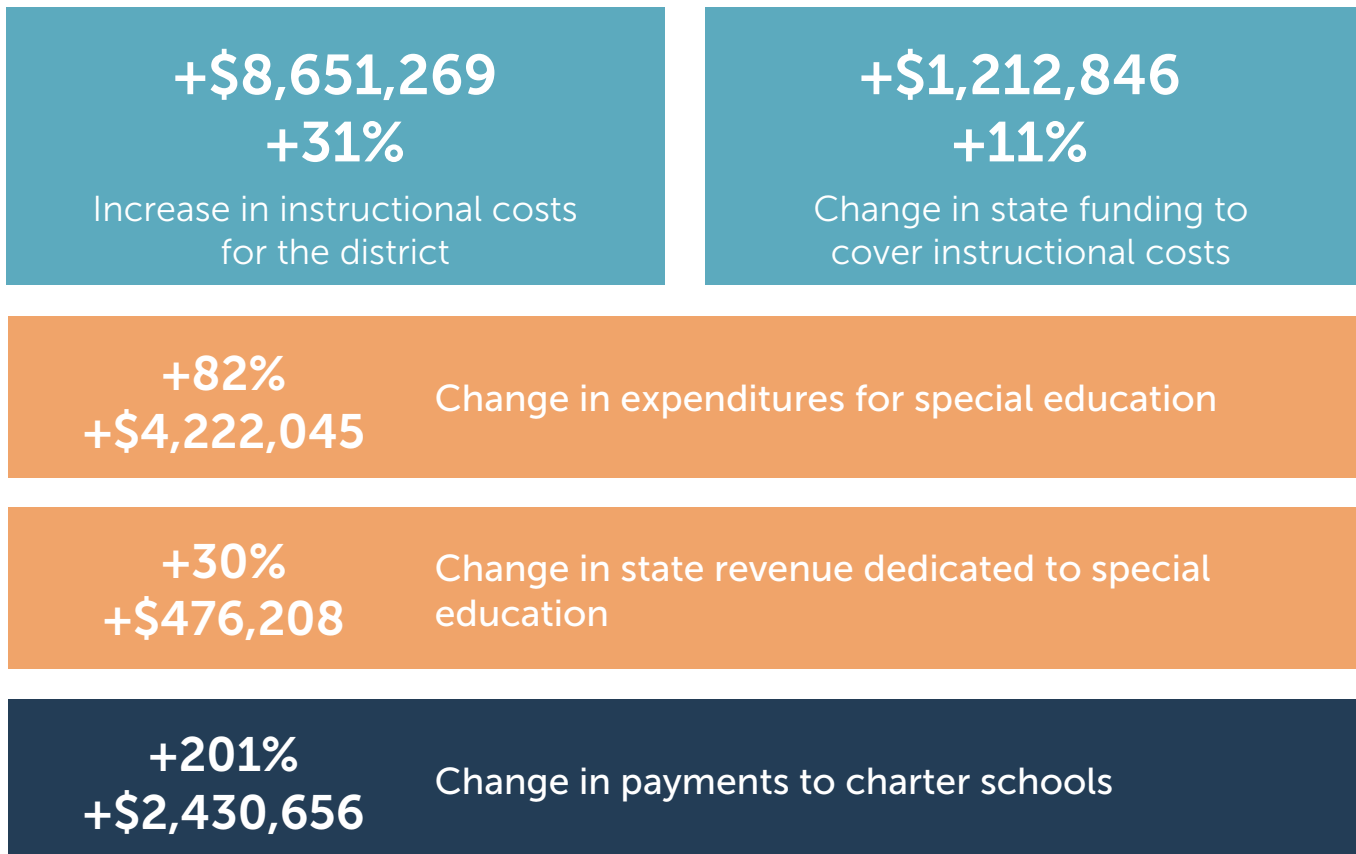 +$8,651,269
+31%
Increase in instructional costs
for the district
+$1,212,846
+11%
Change in state funding to
cover instructional costs
+82%
+$4,222,045
Change in expenditures for special education
+30%
+$476,208
Change in state revenue dedicated to special
education
+201%
+$2,430,656
Change in payments to charter schools